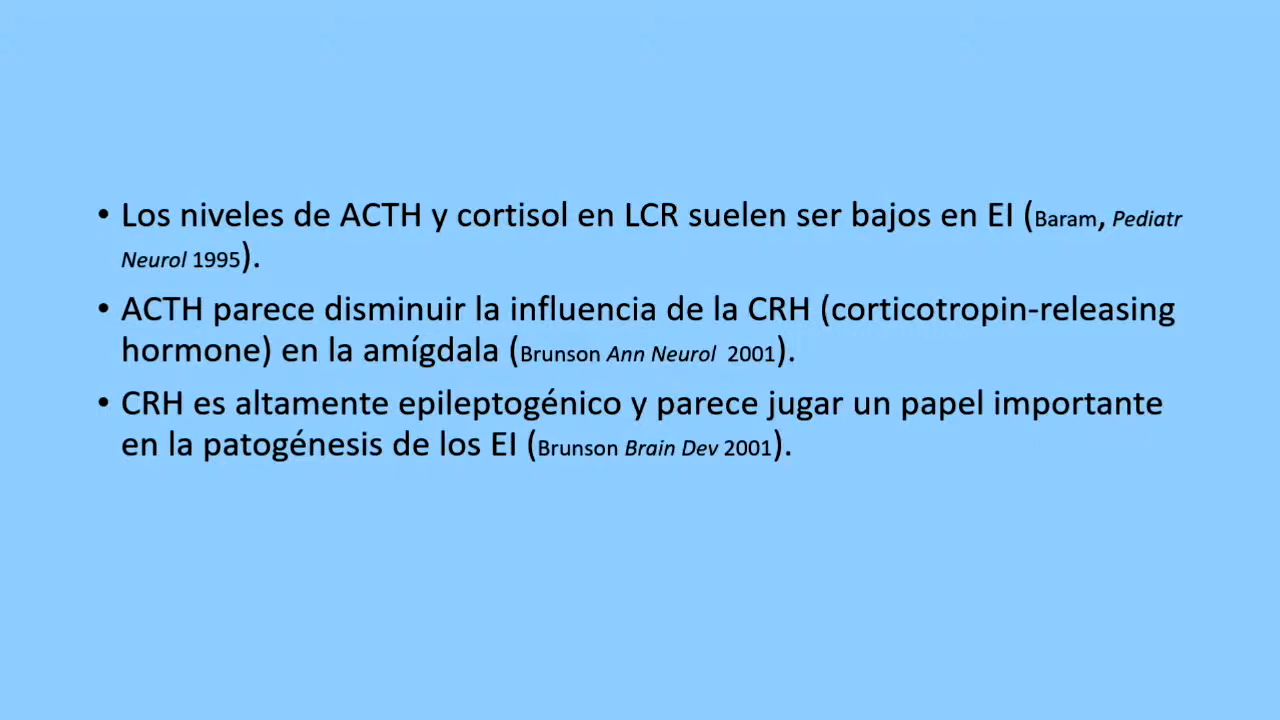 • Los niveles de ACTH y cortisol en LCR suelen ser bajos en EI (Baram, Pediatr
Neurol 1995).
• ACTH parece disminuir la influencia de la CRH (corticotropin-releasing
hormone) en la amígdala (Brunson Ann Neurol 2001).
• CRH es altamente epileptogénico y parece jugar un papel importante
en la patogénesis de los EI (Brunson Brain Dev 2001).